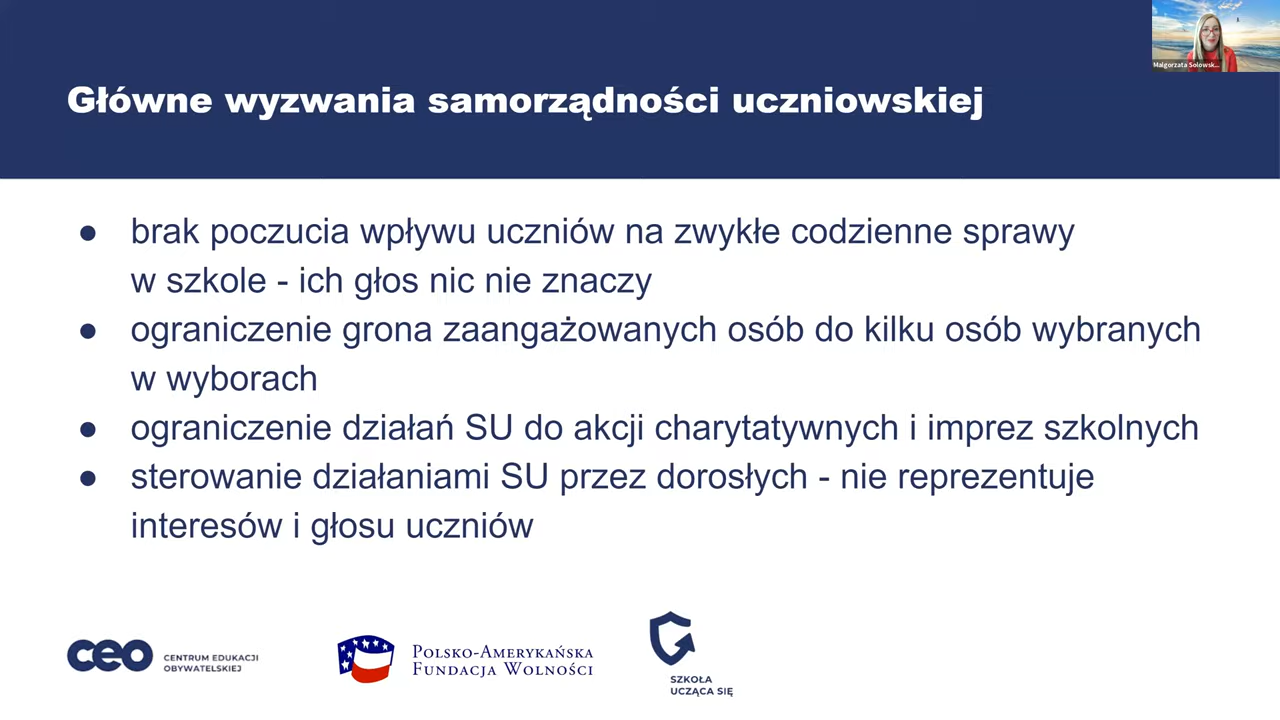 Małgorzata Solowsk...
Główne wyzwania samorządności uczniowskiej
● brak poczucia wpływu uczniów na zwykłe codzienne sprawy
w szkole - ich głos nic nie znaczy
● ograniczenie grona zaangażowanych osób do kilku osób wybranych
w wyborach
● ograniczenie działań SU do akcji charytatywnych i imprez szkolnych
● sterowanie działaniami SU przez dorosłych - nie reprezentuje
interesów i głosu uczniów
ceo
CENTRUM EDUKACJI
OBYWATELSKIEJ
POLSKO-AMERYKAŃSKA
FUNDACJA WOLNOŚCI
SZKOŁA
UCZĄCA SIĘ